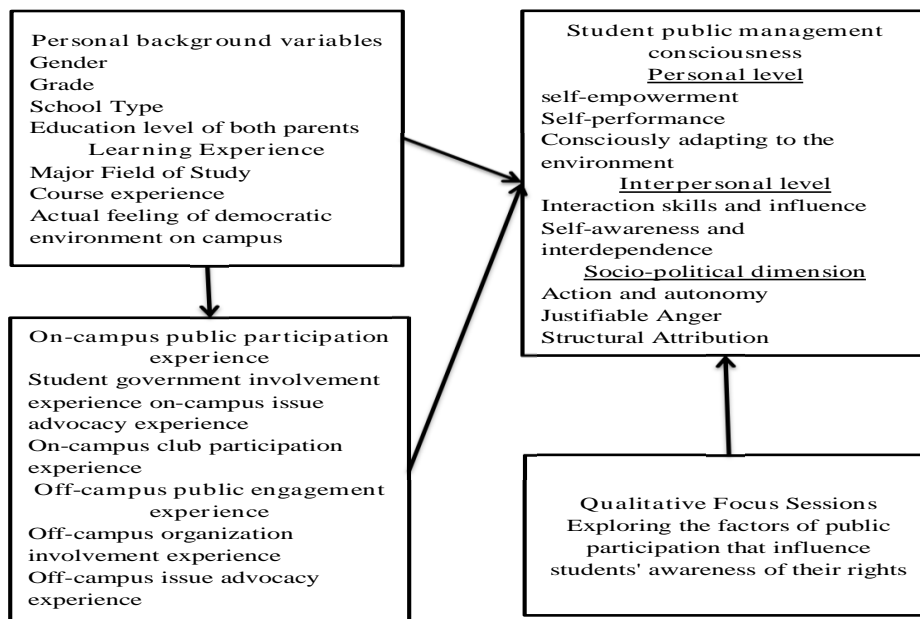 Personal background variables
Gender
Grade
School Type
Education level of both parents
Learning Experience
Major Field of Study
Course experience
Actual feeling of democratic
environment on campus
On-campus public participation
experience
Student government involvement
experience on-campus issue
advocacy experience
On-campus club participation
experience
Off-campus public engagement
experience
Off-campus organization
involvement experience
Off-campus issue advocacy
experience
Student public management
consciousness
Personal level
self-empowerment
Self-performance
Consciously adapting to the
environment
Interpersonal level
Interaction skills and influence
Self-awareness and
interdependence
Socio-political dimension
Action and autonomy
Justifiable Anger
Structural Attribution
Qualitative Focus Sessions
Exploring the factors of public
participation that influence
students' awareness of their rights